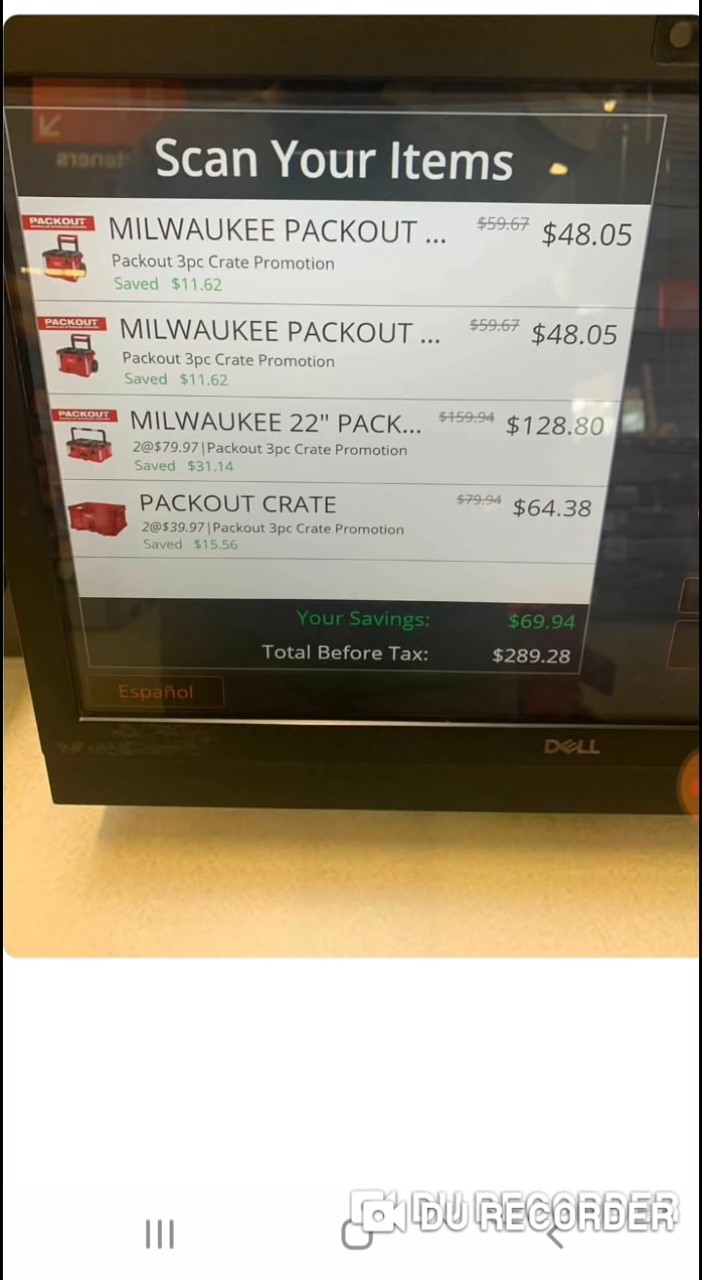 Scan Your Items
PACKOUT
MILWAUKEE PACKOUT ... $59.67 $48.05
Packout 3pc Crate Promotion
Saved $11.62
PACKOUT
MILWAUKEE PACKOUT ... $59.67 $48.05
Packout 3pc Crate Promotion
Saved $11.62
PACKOUT
MILWAUKEE 22" PACK... $159.94 $128.80
2@$79.97|Packout 3pc Crate Promotion
Saved $31.14
PACKOUT CRATE $79.94 $64.38
2@$39.97|Packout 3pc Crate Promotion
Saved $15.56
Your Savings: $69.94
Total Before Tax: $289.28
Español
DELL
DU RECORDER